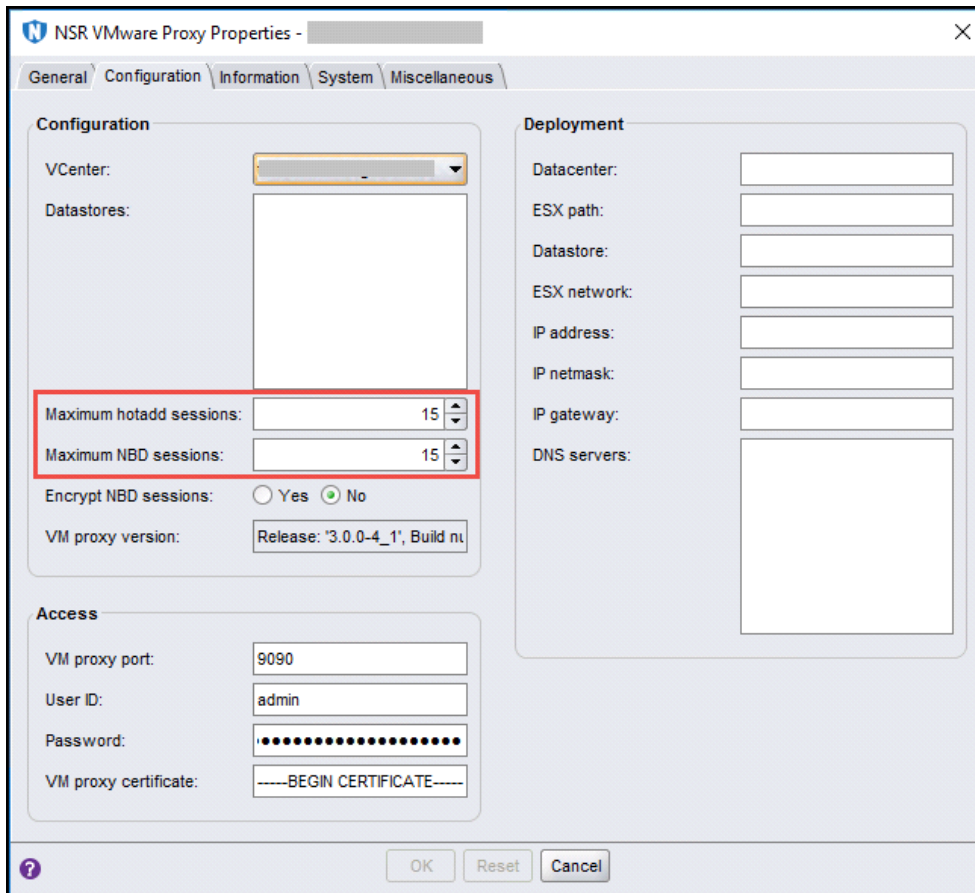 NSR VMware Proxy Properties -
General Configuration Information System Miscellaneous
Configuration
VCenter:
Datastores:
Maximum hotadd sessions: 15
Maximum NBD sessions: 15
Encrypt NBD sessions: Yes No
VM proxy version: Release: '3.0.0-4_1', Build nu
Access
VM proxy port: 9090
User ID: admin
Password: ••••••••••••••••••••
VM proxy certificate: -----BEGIN CERTIFICATE-----
Deployment
Datacenter:
ESX path:
Datastore:
ESX network:
IP address:
IP netmask:
IP gateway:
DNS servers:
? OK Reset Cancel